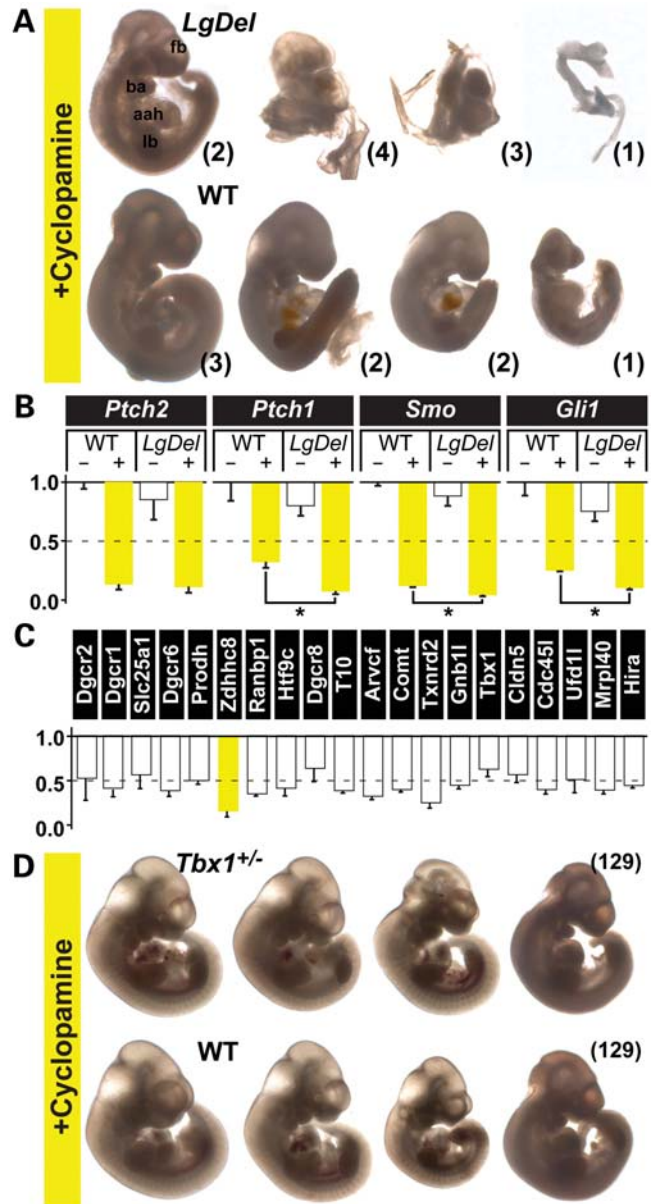 A
LgDel
fb
ba
aah
lb
(2)
(4)
(3)
(1)
WT
(3)
(2)
(2)
(1)
+Cyclopamine
B
Ptch2 Ptch1 Smo Gli1
WT LgDel WT LgDel WT LgDel WT LgDel
– + – + – + – + – + – + – + – +
1.0
0.5
0.0
* * *
C
Dgcr2 Dgcr1 Slc25a1 Dgcr6 Prodh Zdhhc8 Ranbp1 Htf9c Dgcr8 T10 Arvcf Comt Txnrd2 Gnb1l Tbx1 Cldn5 Cdc45l Ufd1l Mrpl40 Hira
1.0
0.5
0.0
D
Tbx1+/-
(129)
WT
(129)
+Cyclopamine